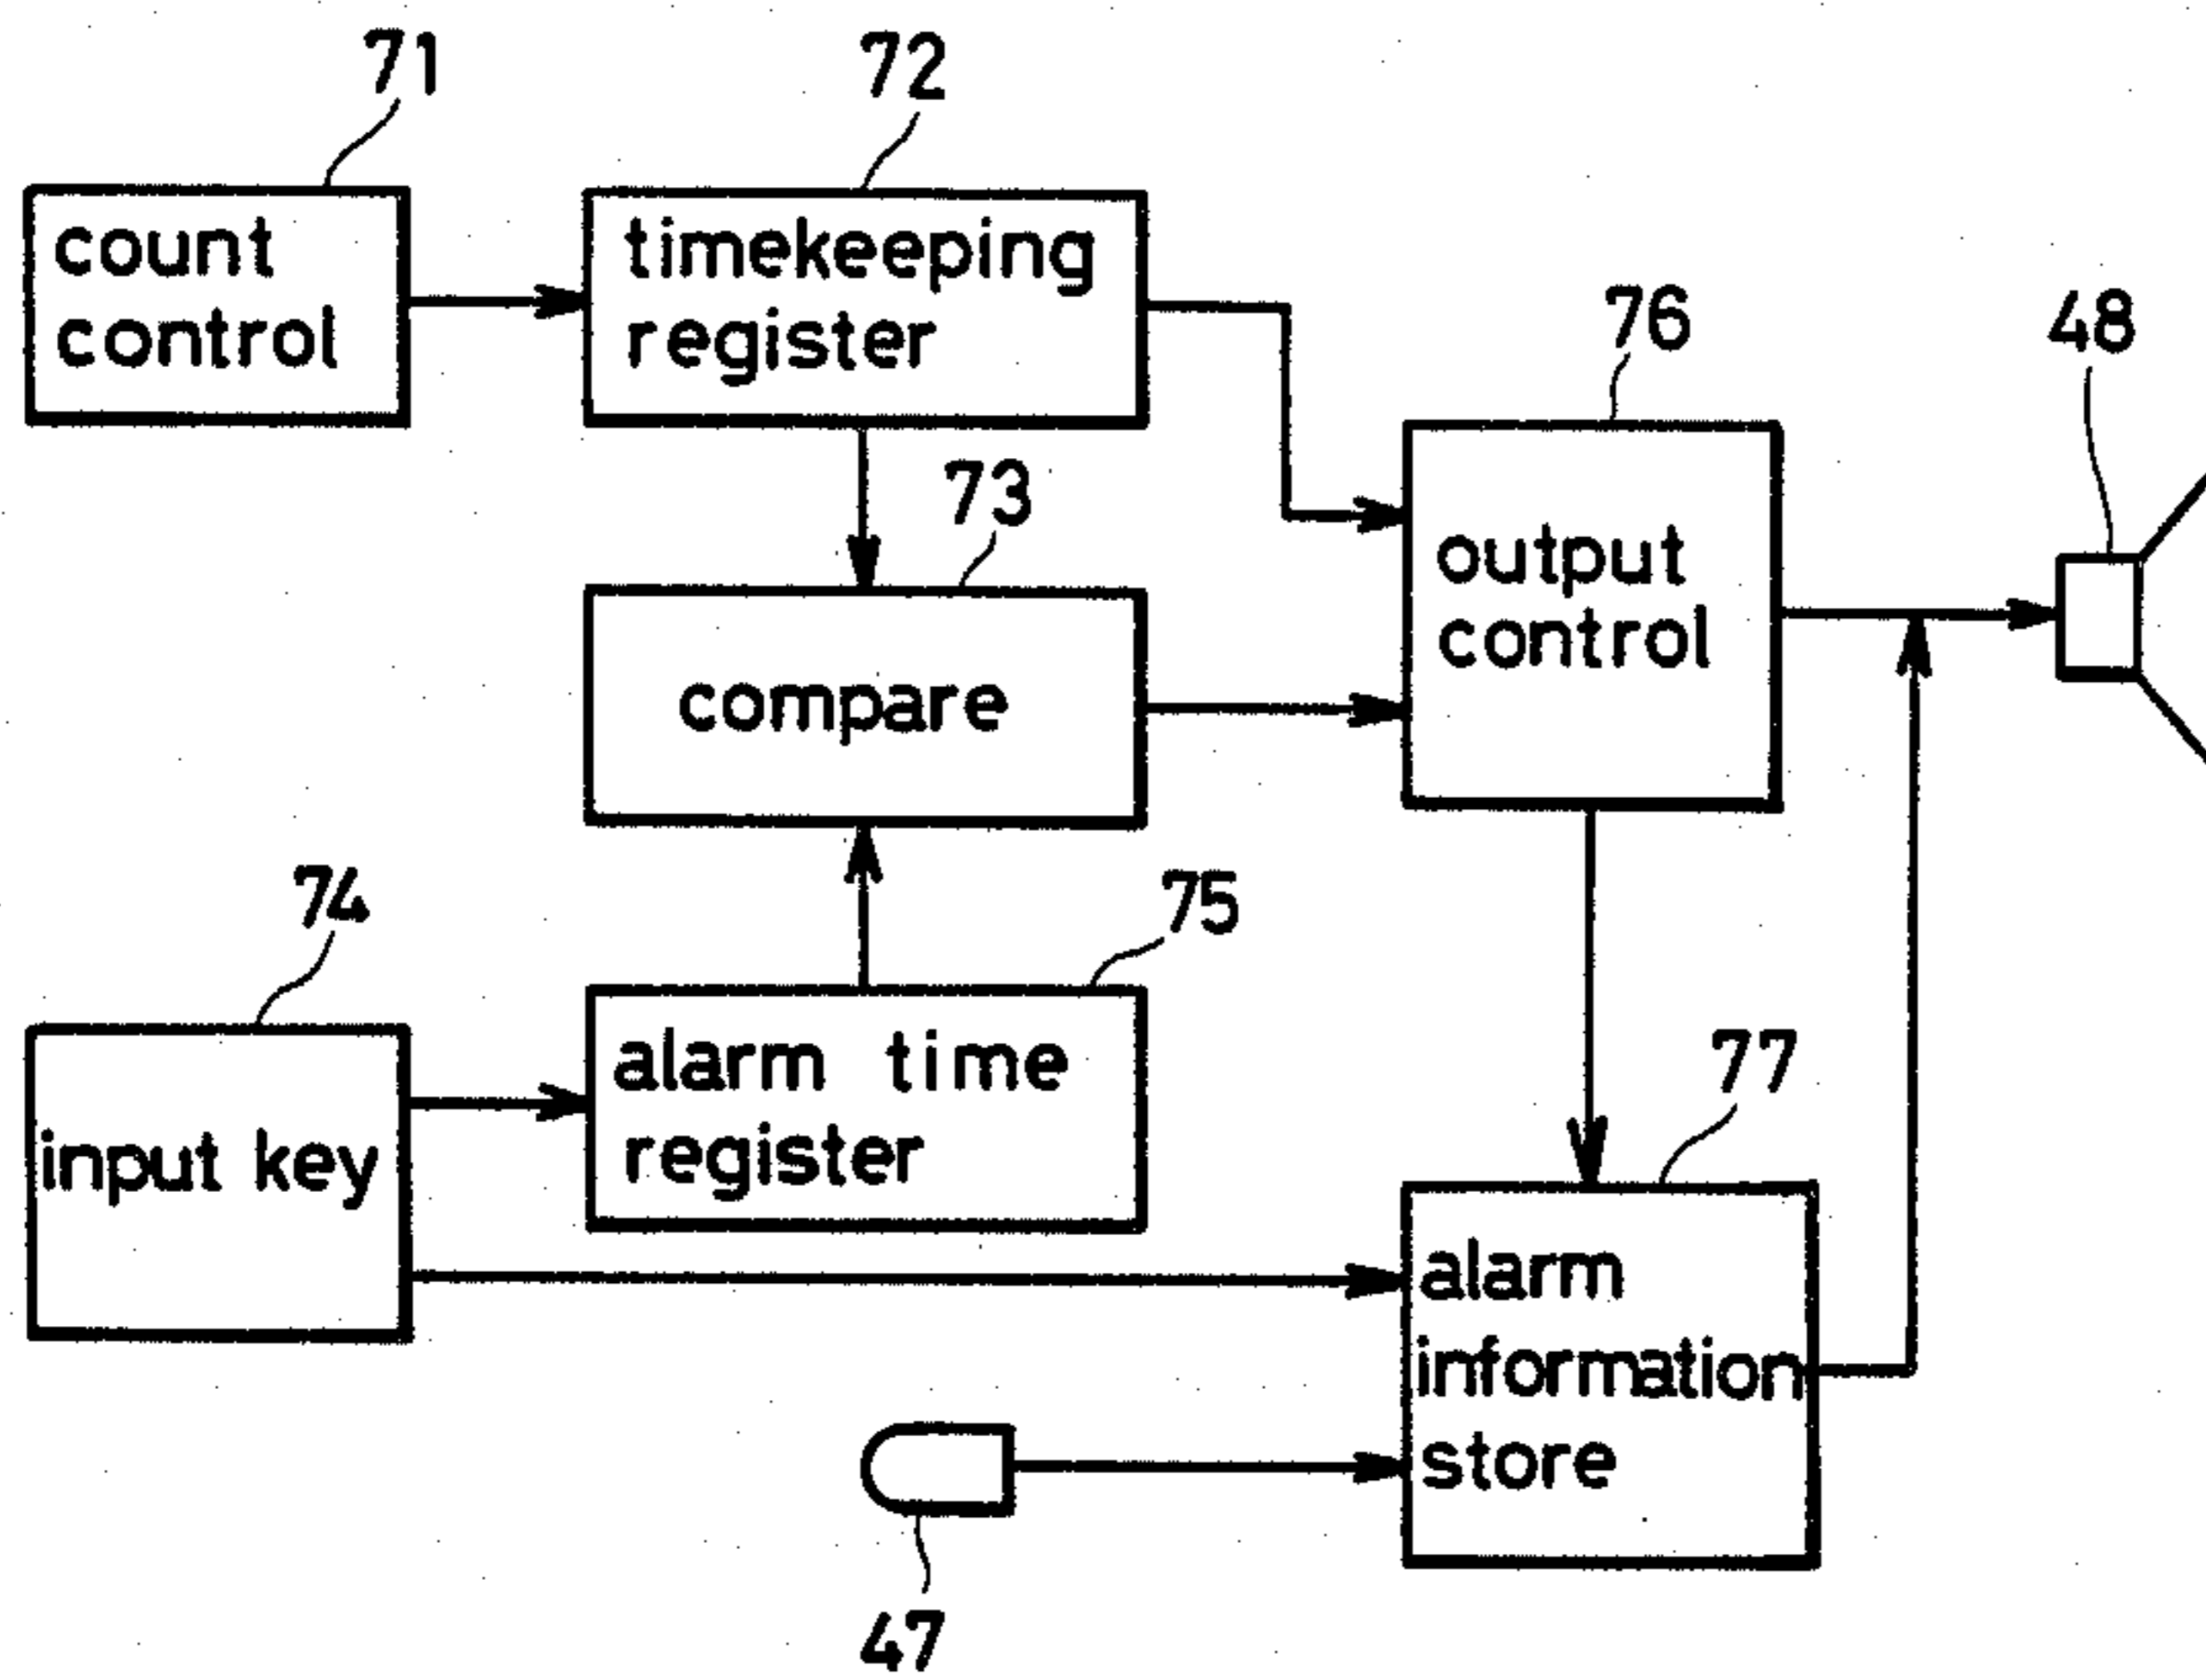 71
72
count
control
timekeeping
register
76
48
73
output
control
compare
74
75
alarm time
register
input key
77
alarm
information
store
47